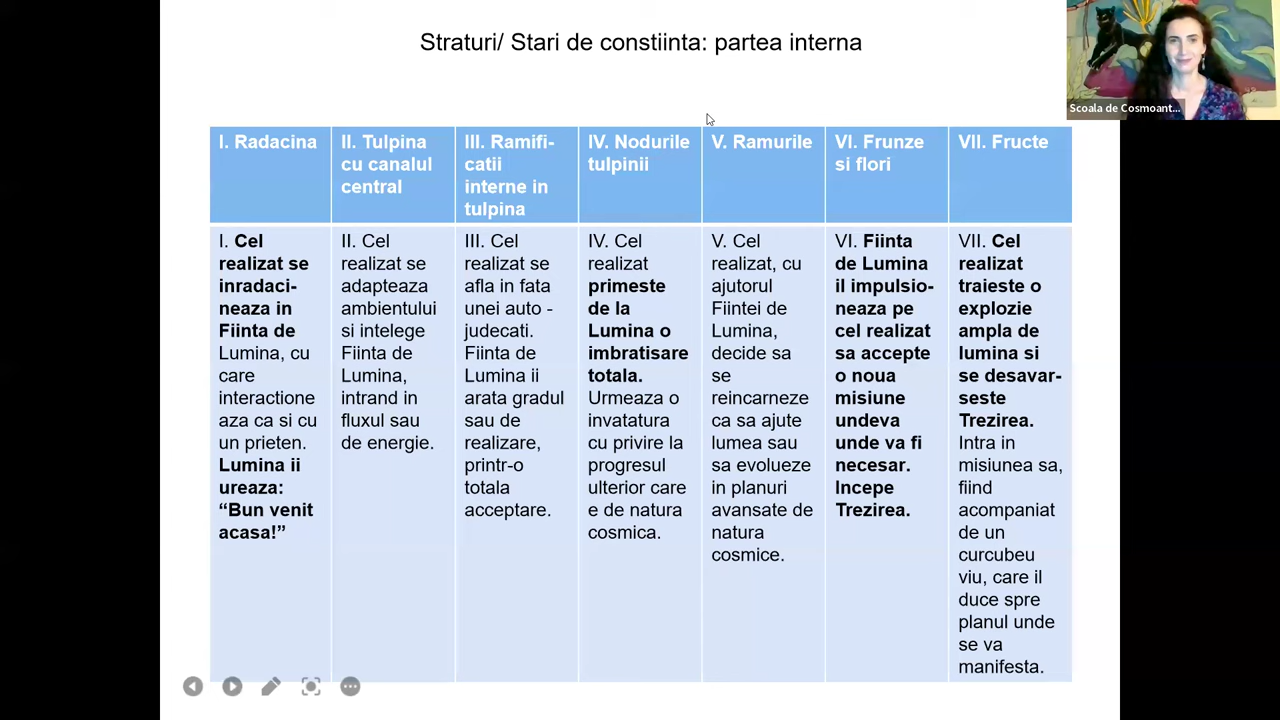 Straturi/ Stari de constiinta: partea interna
Scoala de Cosmoant...
I. Radacina
II. Tulpina
cu canalul
central
III. Ramifi-
catii
interne in
tulpina
IV. Nodurile
tulpinii
V. Ramurile
VI. Frunze
si flori
VII. Fructe
I. Cel
realizat se
inradaci-
neaza in
Fiinta de
Lumina, cu
care
interactione
aza ca si cu
un prieten.
Lumina ii
ureaza:
“Bun venit
acasa!”
II. Cel
realizat se
adapteaza
ambientului
si intelege
Fiinta de
Lumina,
intrand in
fluxul sau
de energie.
III. Cel
realizat se
afla in fata
unei auto -
judecati.
Fiinta de
Lumina ii
arata gradul
sau de
realizare,
printr-o
totala
acceptare.
IV. Cel
realizat
primeste
de la
Lumina o
imbratisare
totala.
Urmeaza o
invatatura
cu privire la
progresul
ulterior care
e de natura
cosmica.
V. Cel
realizat, cu
ajutorul
Fiintei de
Lumina,
decide sa
se
reincarneze
ca sa ajute
lumea sau
sa evolueze
in planuri
avansate de
natura
cosmice.
VI. Fiinta
de Lumina
il impulsio-
neaza pe
cel realizat
sa accepte
o noua
misiune
undeva
unde va fi
necesar.
Incepe
Trezirea.
VII. Cel
realizat
traieste o
explozie
ampla de
lumina si
se desavar-
seste
Trezirea.
Intra in
misiunea sa,
fiind
acompaniat
de un
curcubeu
viu, care il
duce spre
planul unde
se va
manifesta.